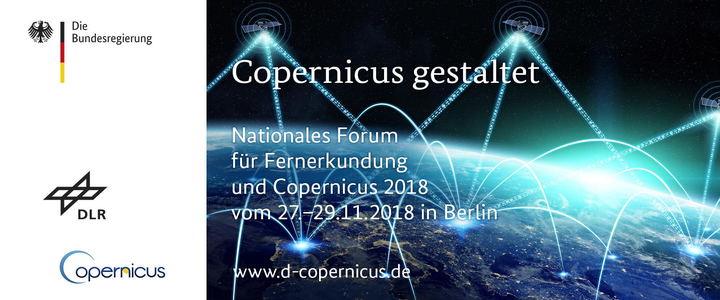 Die
Bundesregierung
DLR
Copernicus
Copernicus gestaltet
Nationales Forum
für Fernerkundung
und Copernicus 2018
vom 27.–29.11.2018 in Berlin
www.d-copernicus.de